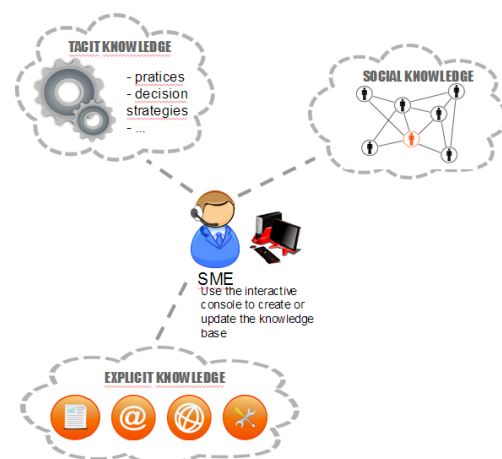 TACIT KNOWLEDGE
- pratices
- decision
strategies
- ...
SOCIAL KNOWLEDGE
SME
Use the interactive
console to create or
update the knowledge
base
EXPLICIT KNOWLEDGE
@